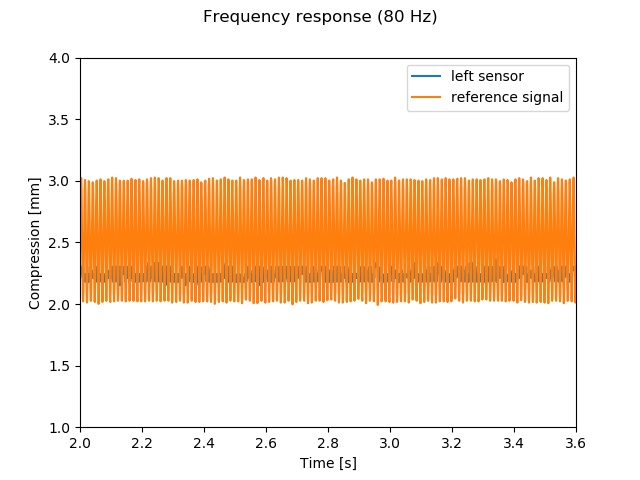 Frequency response (80 Hz)
4.0
3.5
3.0
2.5
2.0
1.5
1.0
Compression [mm]
left sensor
reference signal
2.0 2.2 2.4 2.6 2.8 3.0 3.2 3.4 3.6
Time [s]